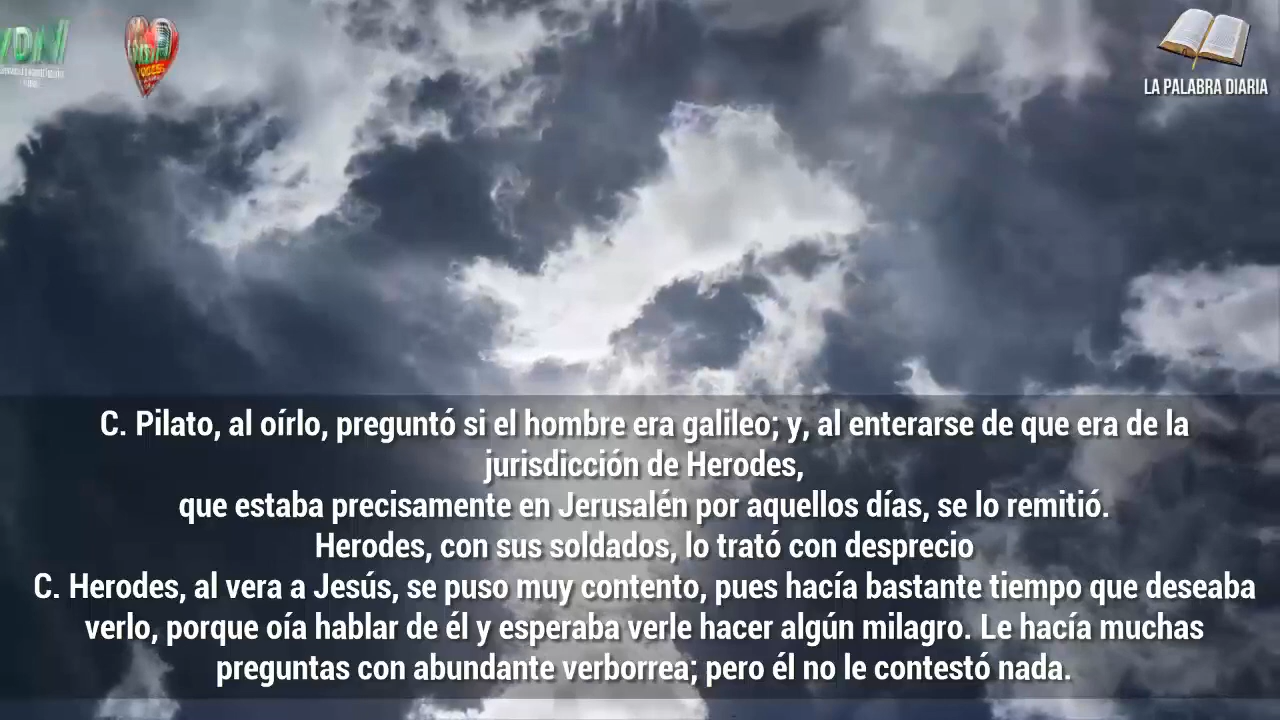 LA PALABRA DIARIA
C. Pilato, al oírlo, preguntó si el hombre era galileo; y, al enterarse de que era de la
jurisdicción de Herodes,
que estaba precisamente en Jerusalén por aquellos días, se lo remitió.
Herodes, con sus soldados, lo trató con desprecio
C. Herodes, al vera a Jesús, se puso muy contento, pues hacía bastante tiempo que deseaba
verlo, porque oía hablar de él y esperaba verle hacer algún milagro. Le hacía muchas
preguntas con abundante verborrea; pero él no le contestó nada.